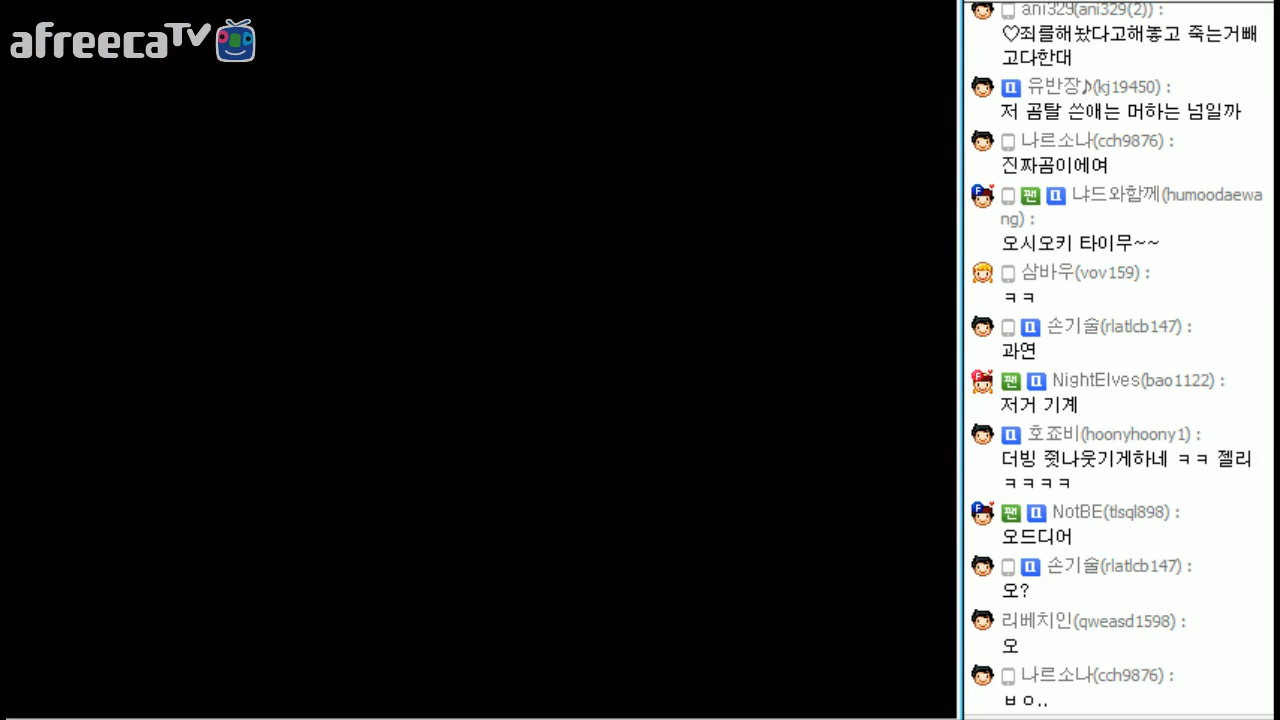 afreecaTV
ani329(ani329(2)) :
♡죄를해놨다고해놓고 죽는거빼
고다한대
유반장♪(kj19450) :
저 곰탈 쓴애는 머하는 넘일까
나르소나(cch9876) :
진짜곰이에여
팬 냐드와함께(humoodaewa
ng) :
오시오키 타이무~~
삼바우(vov159) :
ㅋㅋ
손기술(rlatlcb147) :
과연
팬 NightElves(bao1122) :
저거 기계
호죠비(hoonyhoony1) :
더빙 줮나웃기게하네 ㅋㅋ 젤리
ㅋㅋㅋㅋ
팬 NotBE(tlsql898) :
오드디어
손기술(rlatlcb147) :
오?
리베치인(qweasd1598) :
오
나르소나(cch9876) :
ㅂㅇ..